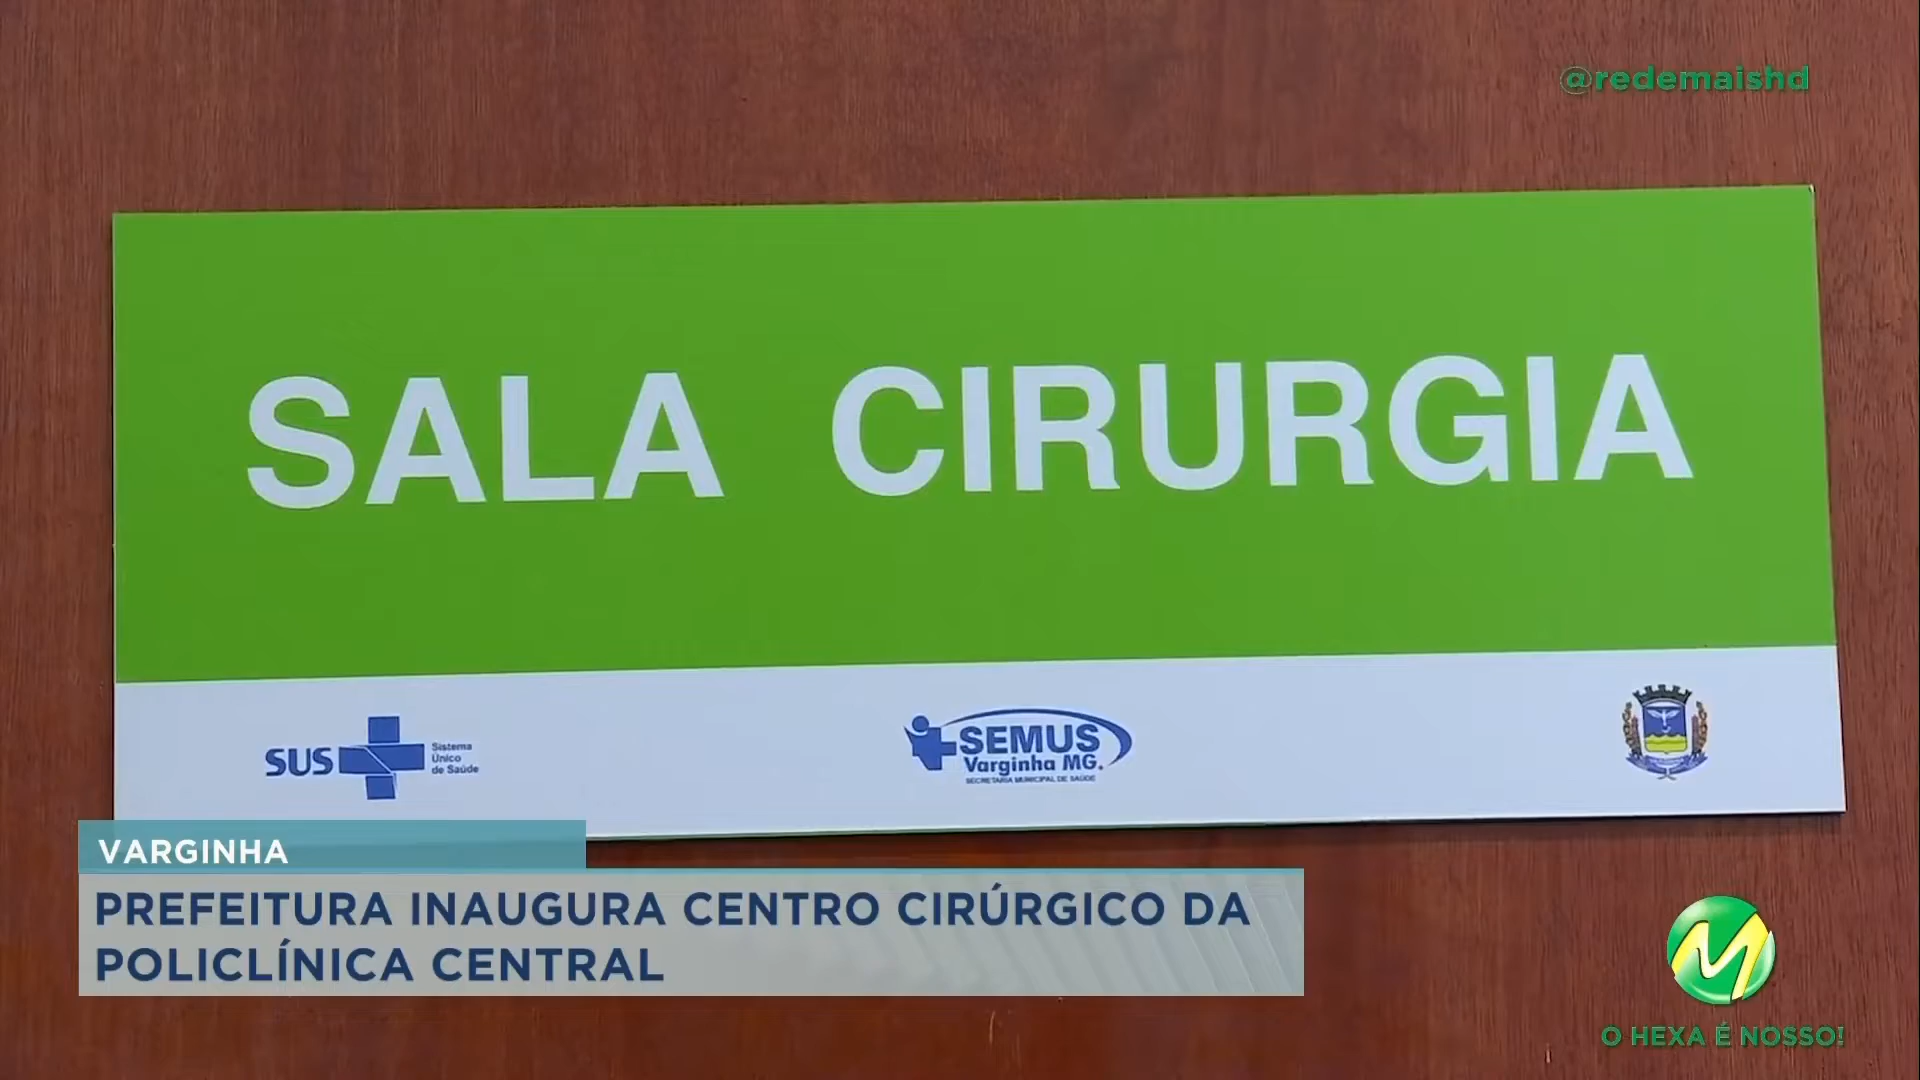 @redemaishd
SALA CIRURGIA
SUS
Sistema
Único
de Saúde
SEMUS
Varginha MG.
SECRETARIA MUNICIPAL DE SAÚDE
VARGINHA
PREFEITURA INAUGURA CENTRO CIRÚRGICO DA
POLICLÍNICA CENTRAL
M
O HEXA É NOSSO!